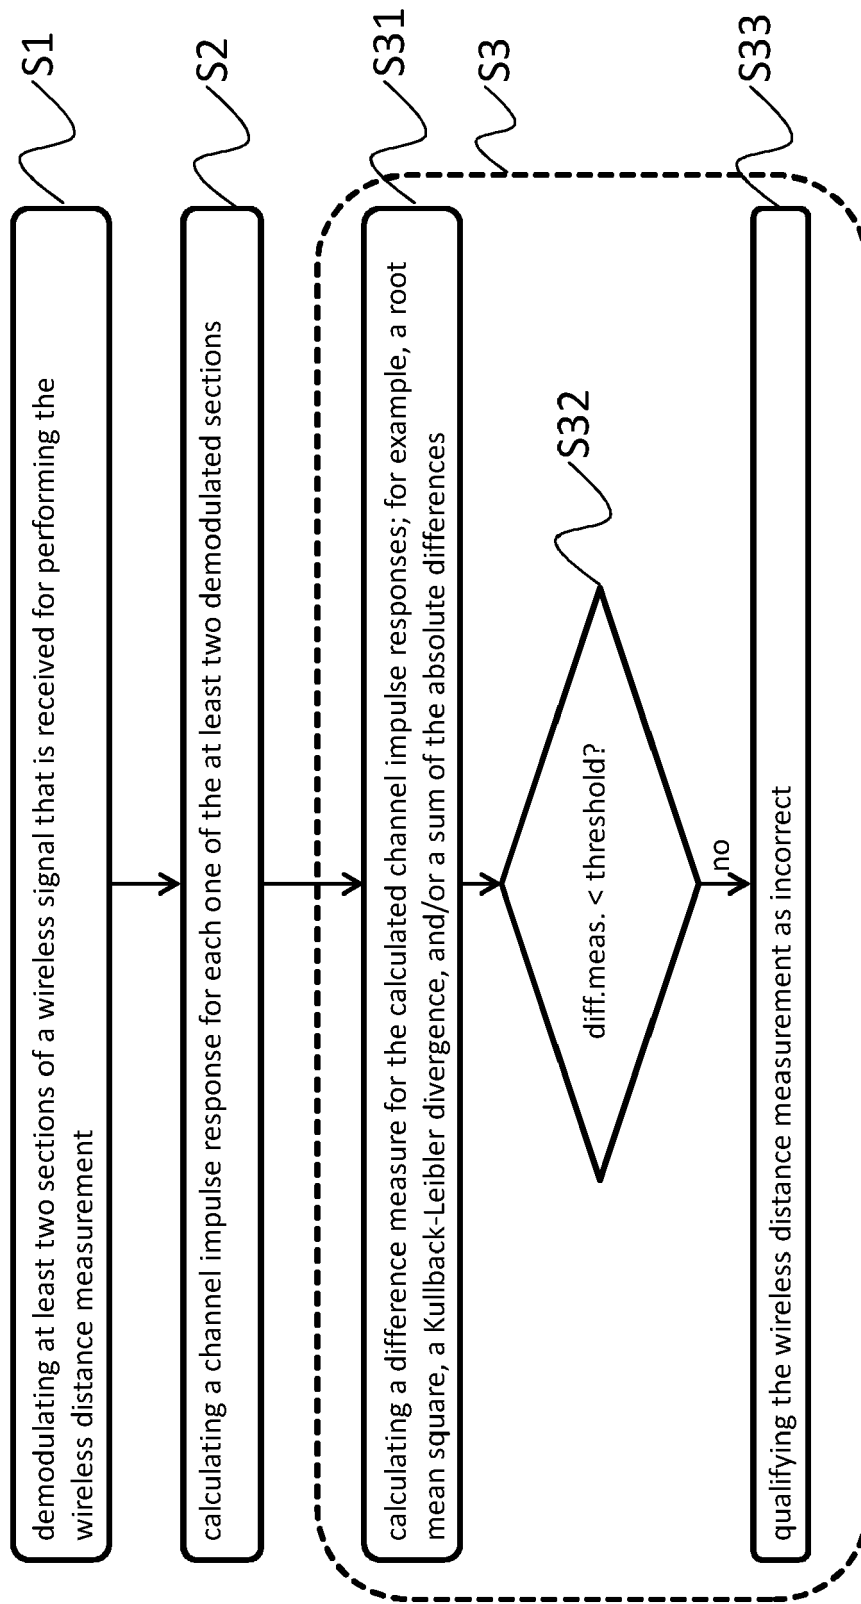 S1
demodulating at least two sections of a wireless signal that is received for performing the
wireless distance measurement
S2
calculating a channel impulse response for each one of the at least two demodulated sections
S31
calculating a difference measure for the calculated channel impulse responses; for example, a root
mean square, a Kullback-Leibler divergence, and/or a sum of the absolute differences
S3
S32
diff.meas. < threshold?
no
S33
qualifying the wireless distance measurement as incorrect